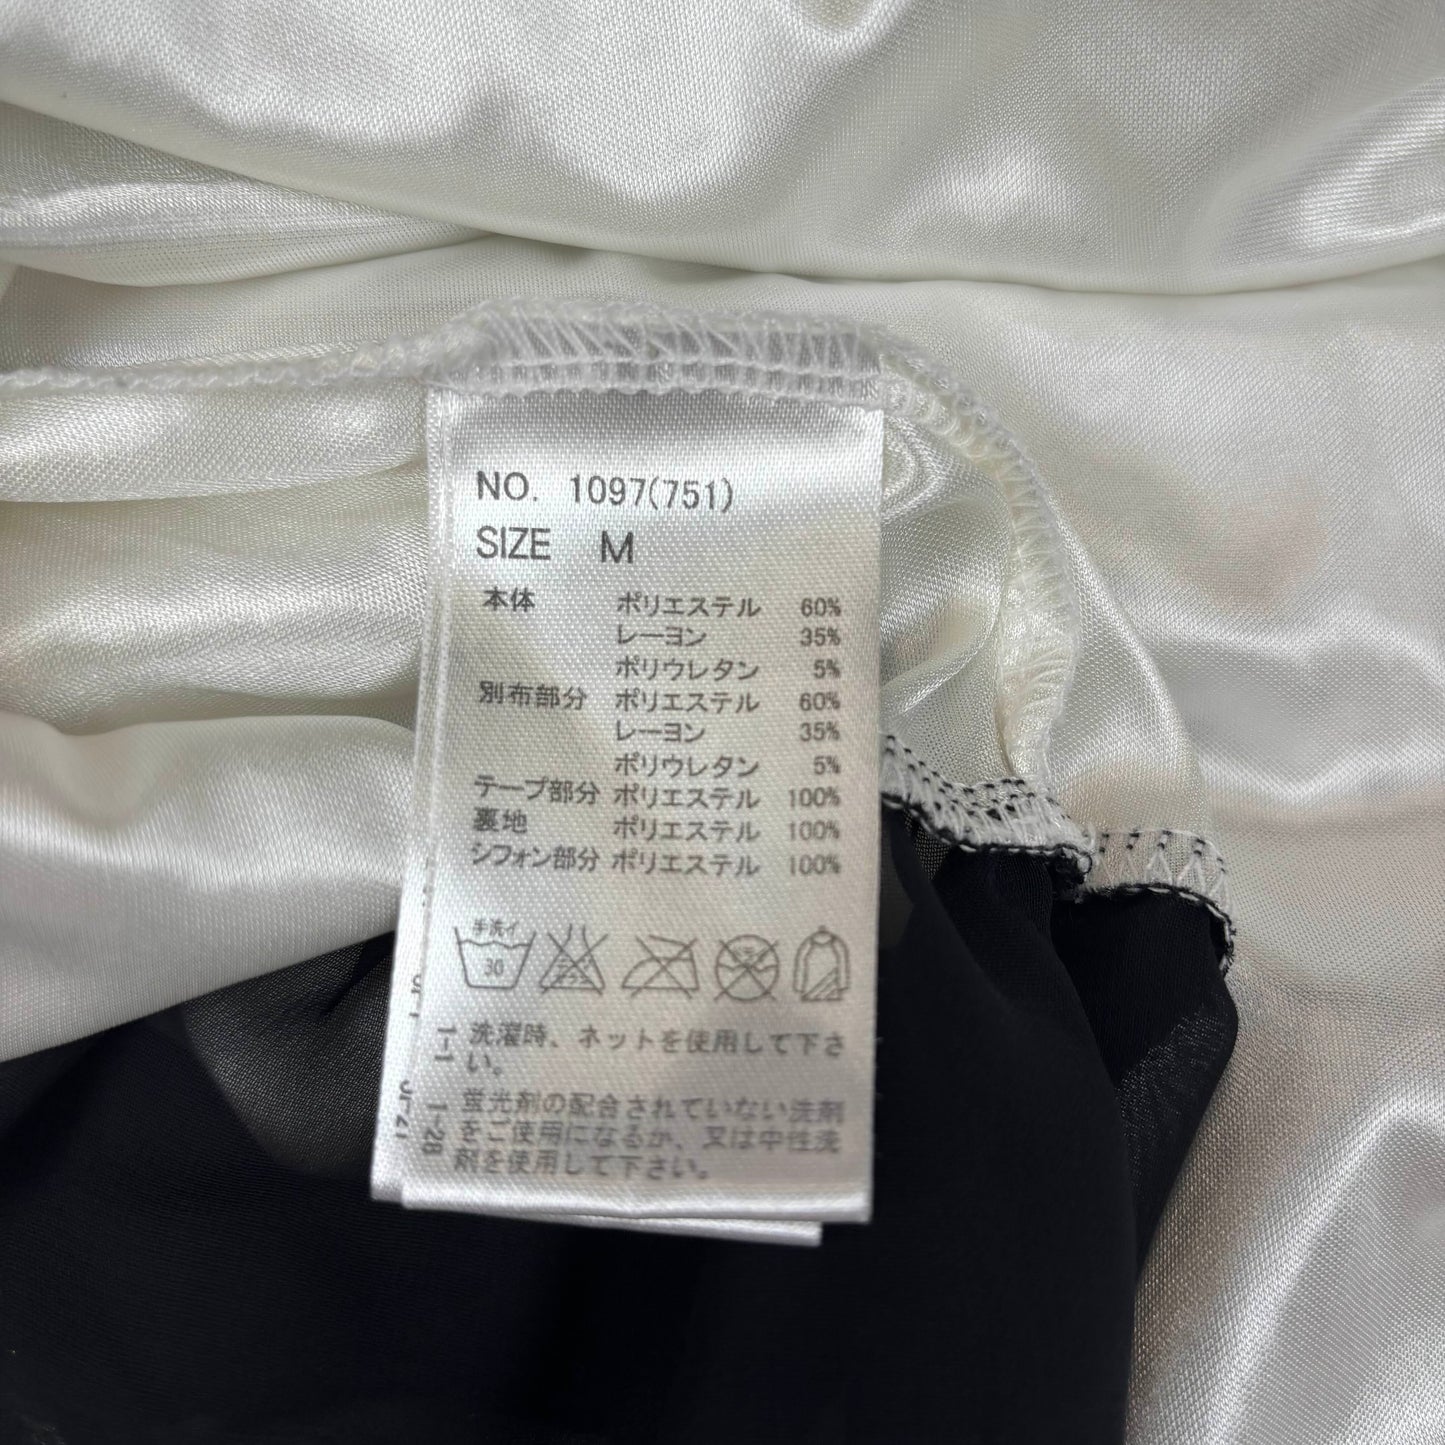 NO. 1097(751)
SIZE M
本体 ポリエステル 60%
レーヨン 35%
ポリウレタン 5%
別布部分 ポリエステル 60%
レーヨン 35%
ポリウレタン 5%
テープ部分 ポリエステル 100%
裏地 ポリエステル 100%
シフォン部分 ポリエステル 100%
手洗イ
30
1-1 洗濯時、ネットを使用して下さ
い。
1-28 蛍光剤の配合されていない洗剤
をご使用になるか、又は中性洗
剤を使用して下さい。